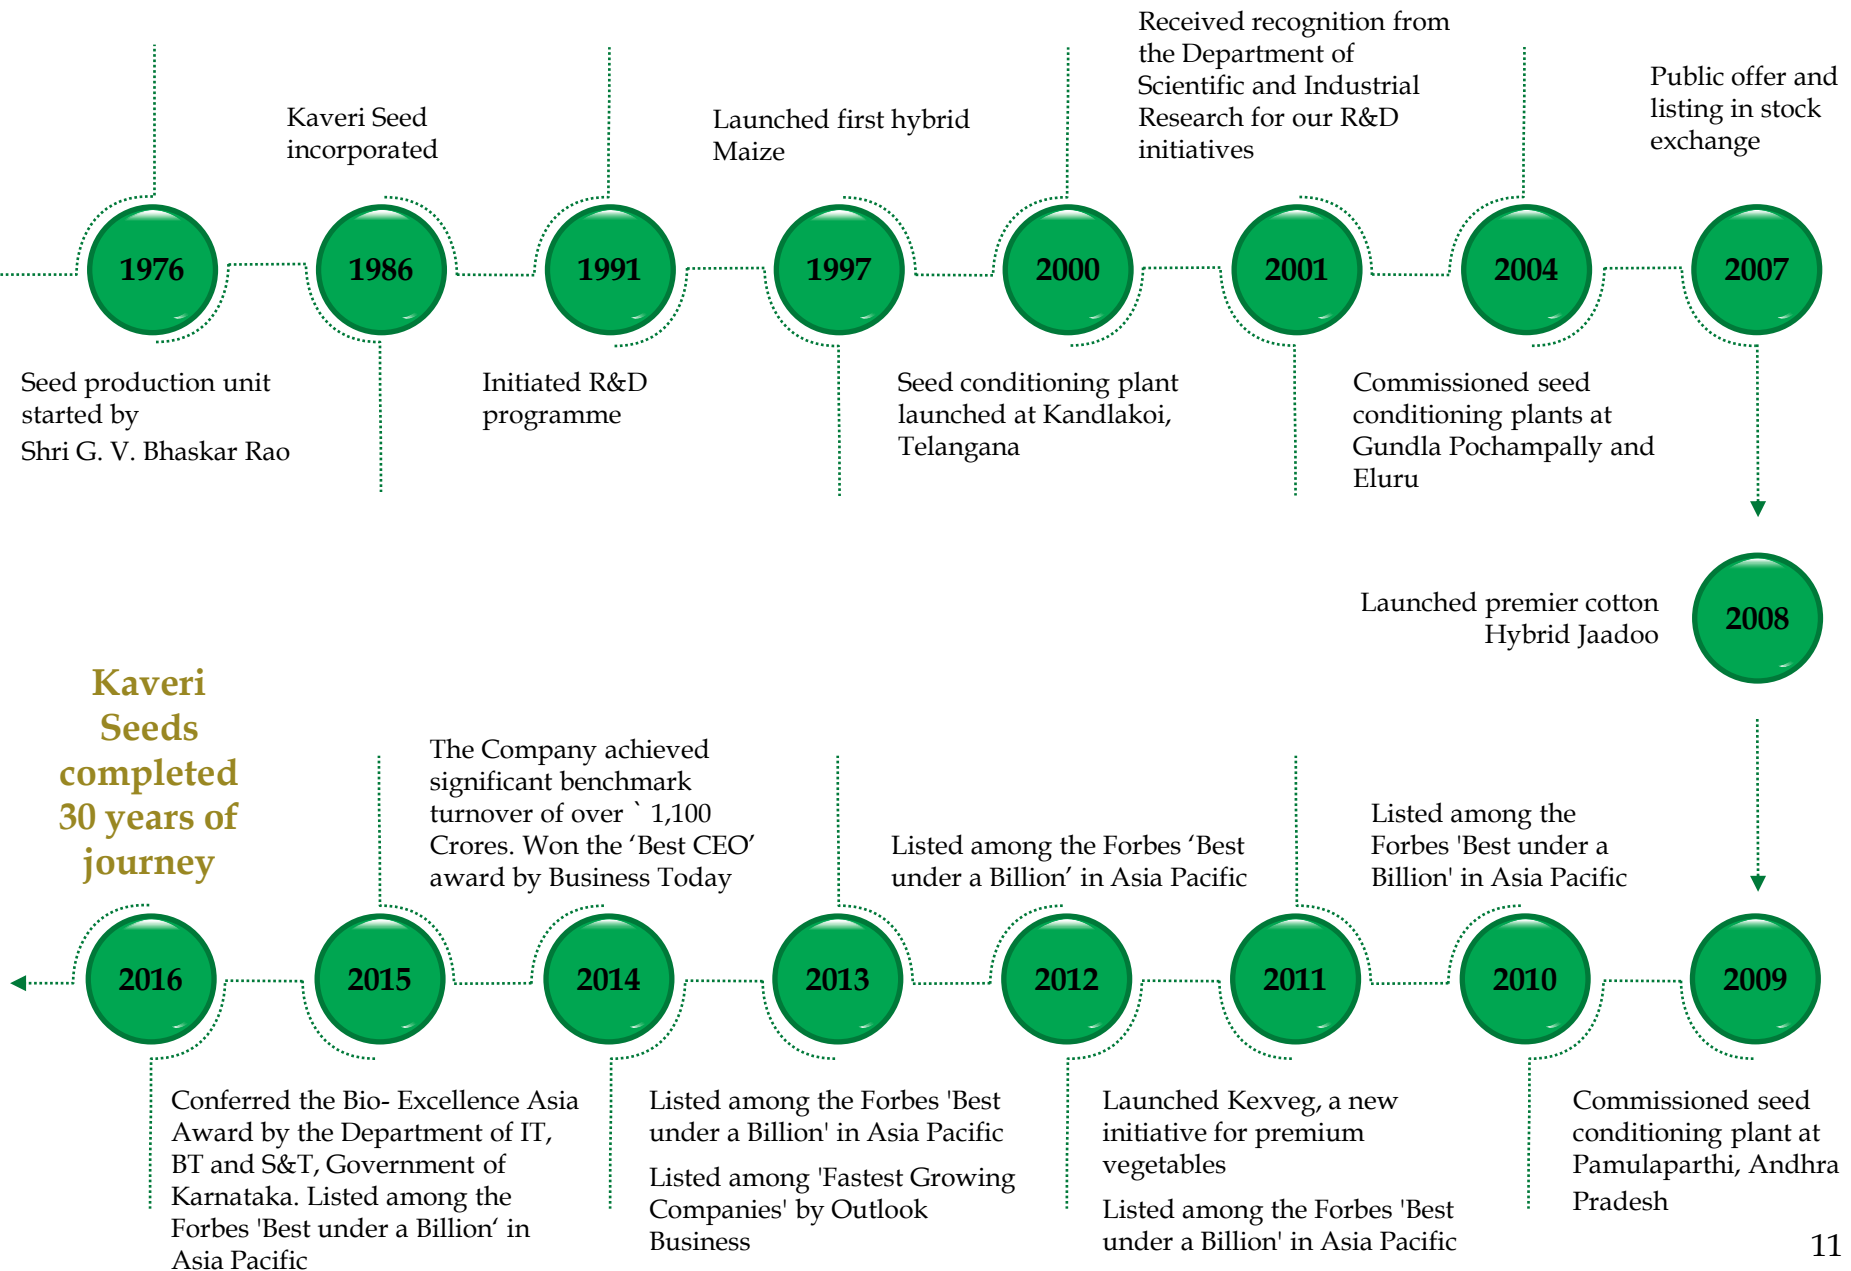 1976
Seed production unit
started by
Shri G. V. Bhaskar Rao
Kaveri Seed
incorporated
1986
1991
Initiated R&D
programme
Launched first hybrid
Maize
1997
2000
Seed conditioning plant
launched at Kandlakoi,
Telangana
Received recognition from
the Department of
Scientific and Industrial
Research for our R&D
initiatives
2001
2004
Commissioned seed
conditioning plants at
Gundla Pochampally and
Eluru
Public offer and
listing in stock
exchange
2007
Launched premier cotton
Hybrid Jaadoo
2008
2009
Commissioned seed
conditioning plant at
Pamulaparthi, Andhra
Pradesh
Listed among the
Forbes 'Best under a
Billion' in Asia Pacific
2010
2011
Launched Kexveg, a new
initiative for premium
vegetables
Listed among the Forbes 'Best
under a Billion' in Asia Pacific
Listed among the Forbes ‘Best
under a Billion’ in Asia Pacific
2012
2013
Listed among the Forbes 'Best
under a Billion' in Asia Pacific
Listed among 'Fastest Growing
Companies' by Outlook
Business
The Company achieved
significant benchmark
turnover of over ` 1,100
Crores. Won the ‘Best CEO’
award by Business Today
2014
2015
Conferred the Bio- Excellence Asia
Award by the Department of IT,
BT and S&T, Government of
Karnataka. Listed among the
Forbes 'Best under a Billion‘ in
Asia Pacific
Kaveri
Seeds
completed
30 years of
journey
2016
11